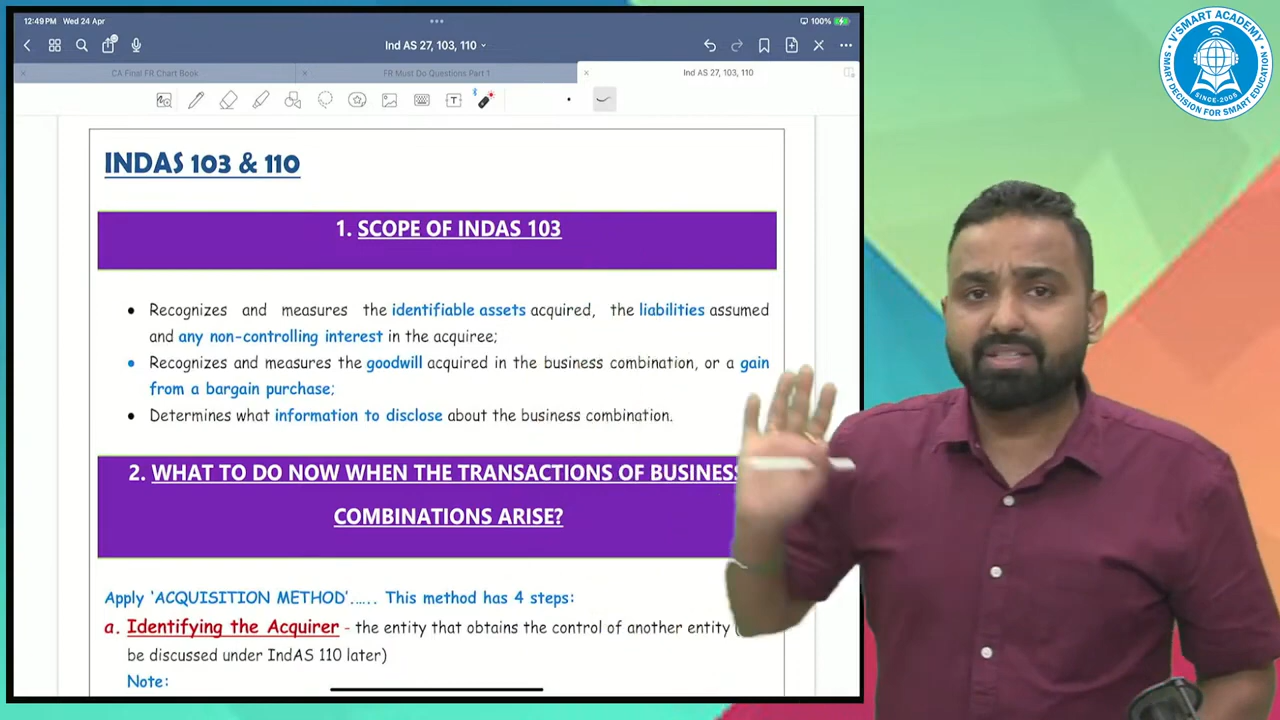 12:49 PM Wed 24 Apr
100%
Ind AS 27, 103, 110
CA Final FR Chart Book
FR Must Do Questions Part 1
Ind AS 27, 103, 110
INDAS 103 & 110
1. SCOPE OF INDAS 103
• Recognizes and measures the identifiable assets acquired, the liabilities assumed
and any non-controlling interest in the acquiree;
• Recognizes and measures the goodwill acquired in the business combination, or a gain
from a bargain purchase;
• Determines what information to disclose about the business combination.
2. WHAT TO DO NOW WHEN THE TRANSACTIONS OF BUSINESS
COMBINATIONS ARISE?
Apply 'ACQUISITION METHOD'...... This method has 4 steps:
a. Identifying the Acquirer - the entity that obtains the control of another entity (
be discussed under IndAS 110 later)
Note:
V'SMART ACADEMY
SINCE-2005
SMART DECISION FOR SMART EDUCATION